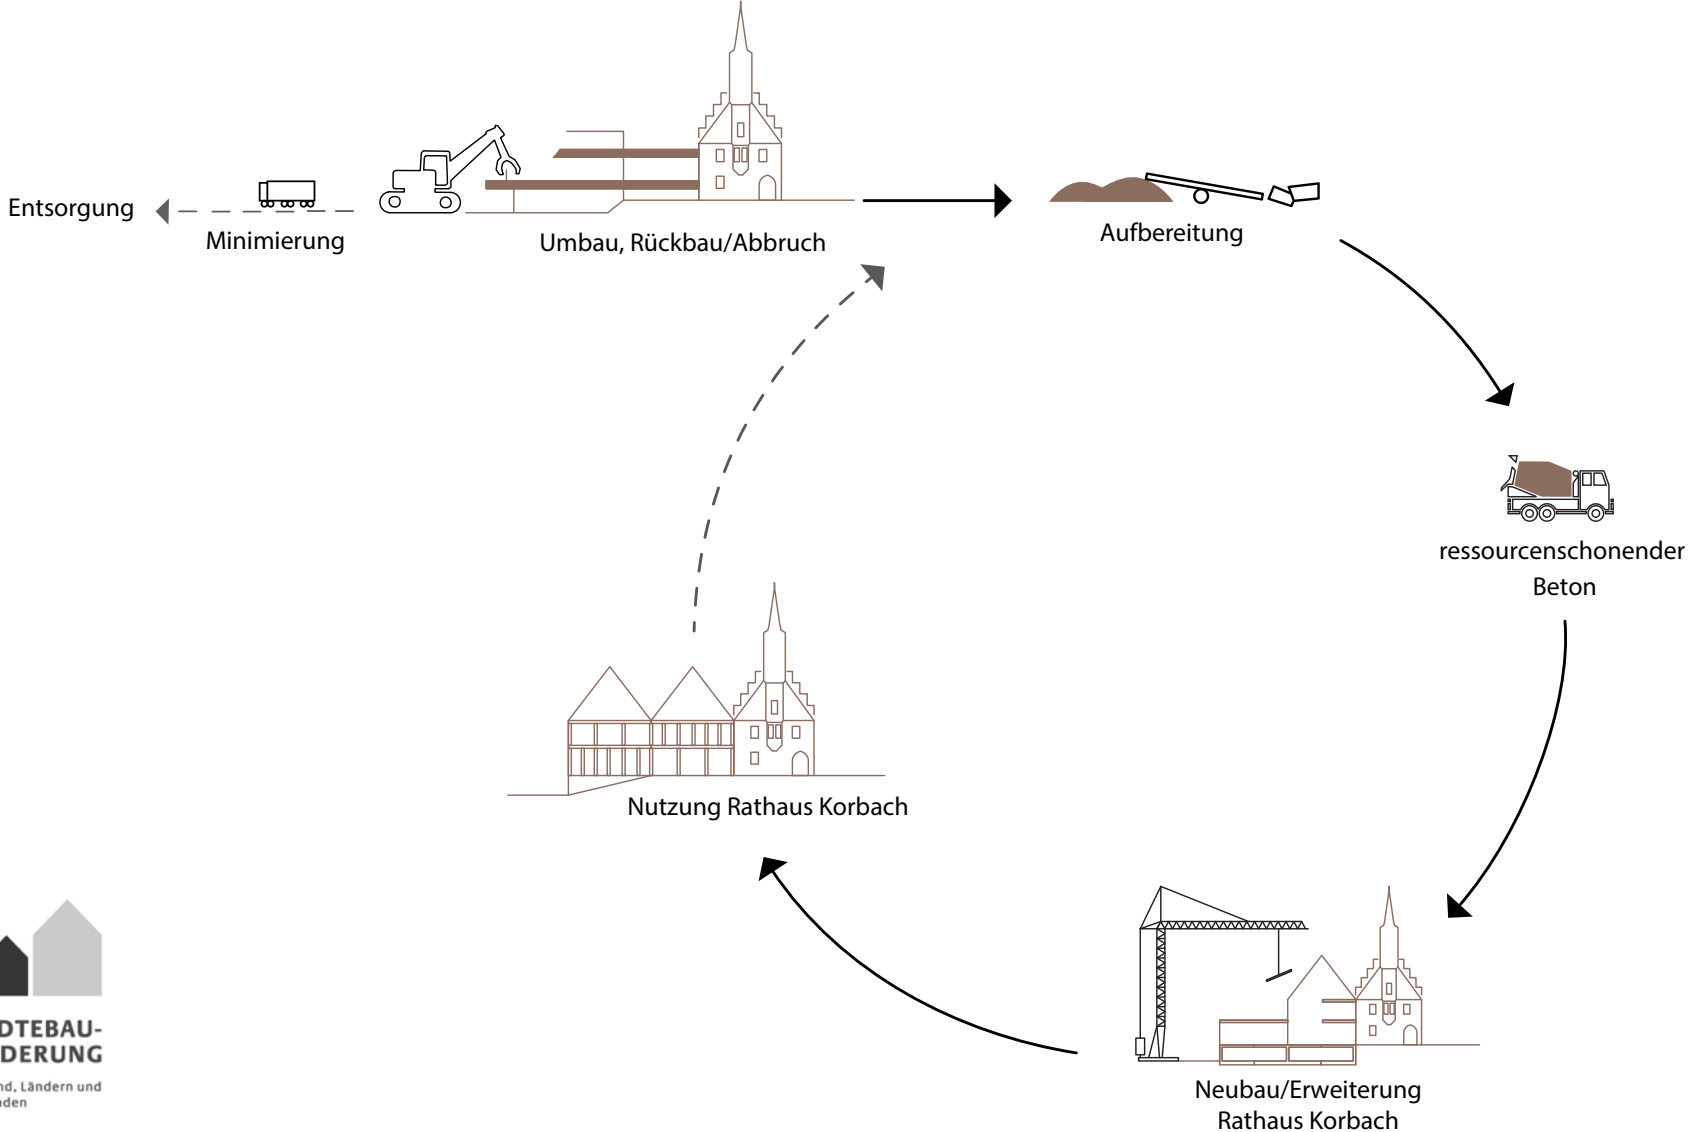 Entsorgung
Minimierung
Umbau, Rückbau/Abbruch
Aufbereitung
ressourcenschonender
Beton
Nutzung Rathaus Korbach
Neubau/Erweiterung
Rathaus Korbach
DTEBAU-
DERUNG
nd, Ländern und
nden